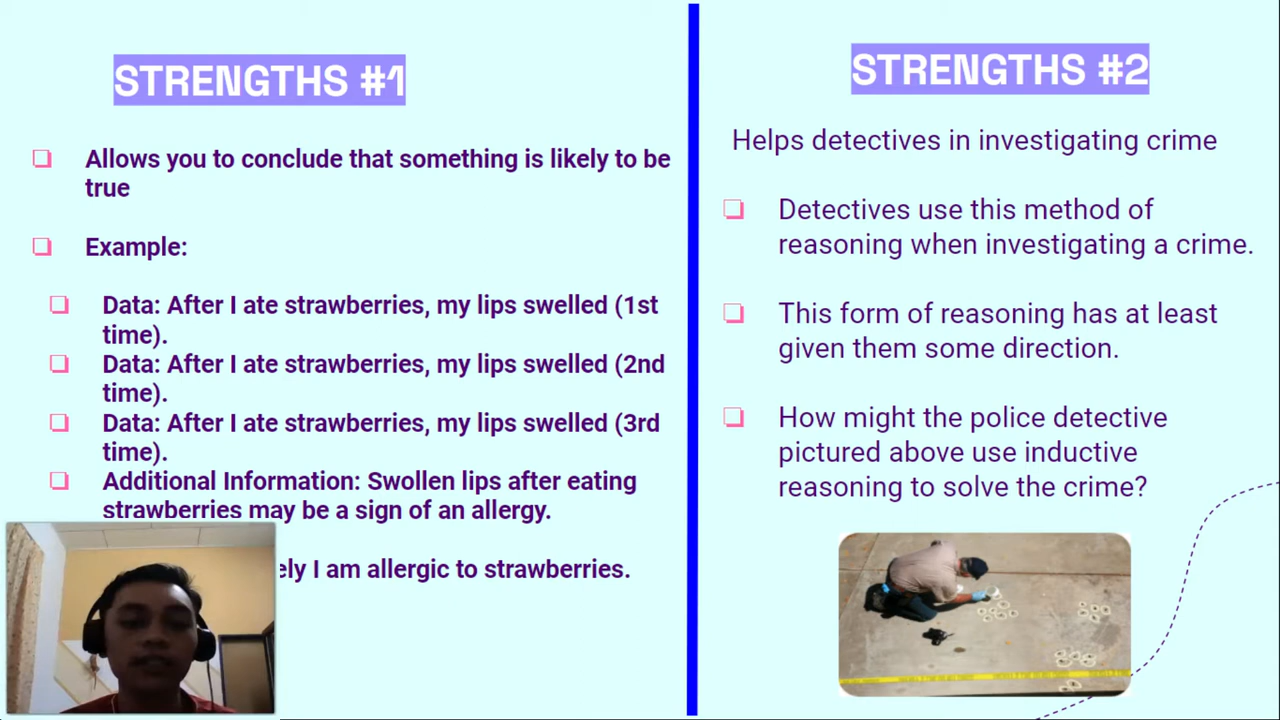 STRENGTHS #1
Allows you to conclude that something is likely to be
true
Example:
Data: After I ate strawberries, my lips swelled (1st
time).
Data: After I ate strawberries, my lips swelled (2nd
time).
Data: After I ate strawberries, my lips swelled (3rd
time).
Additional Information: Swollen lips after eating
strawberries may be a sign of an allergy.
I am allergic to strawberries.
STRENGTHS #2
Helps detectives in investigating crime
Detectives use this method of
reasoning when investigating a crime.
This form of reasoning has at least
given them some direction.
How might the police detective
pictured above use inductive
reasoning to solve the crime?